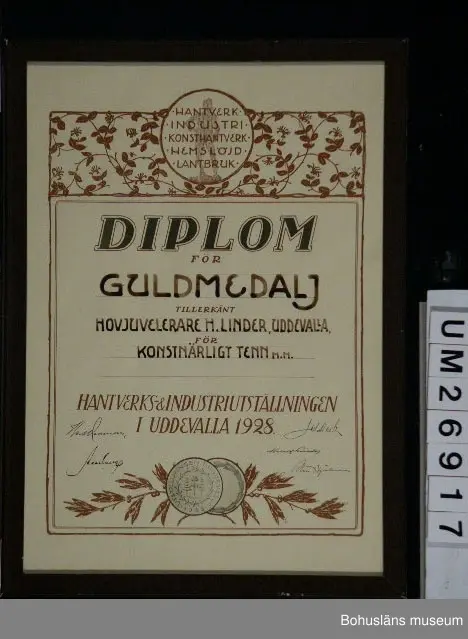 ·HANTVERK·
INDUSTRI·
KONSTHANTVERK·
·HEMSLÖJD·
·LANTBRUK·
DIPLOM
FÖR
GULDMEDALJ
TILLERKÄNT
HOVJUVELERARE H. LINDER, UDDEVALLA,
FÖR
KONSTNÄRLIGT TENN M.M.
HANTVERKS- & INDUSTRIUTSTÄLLNINGEN
I UDDEVALLA 1928.
UM26917
Bohusläns museum